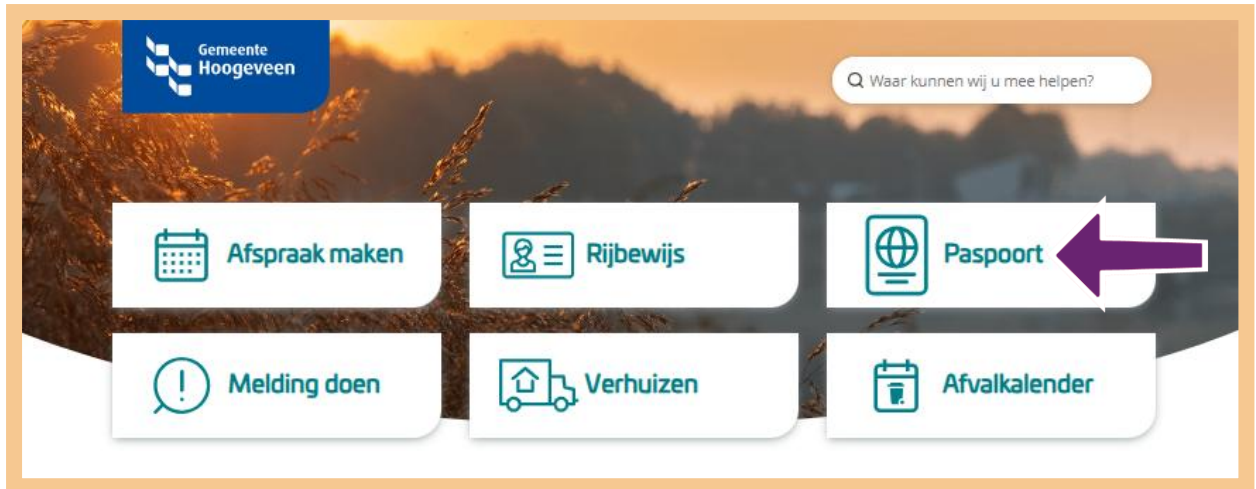 Gemeente
Hoogeveen
Waar kunnen wij u mee helpen?
Afspraak maken
Rijbewijs
Paspoort
Melding doen
Verhuizen
Afvalkalender